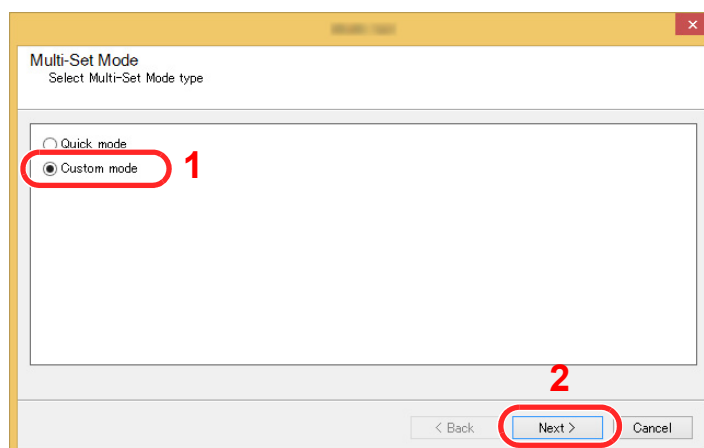 Multi-Set Mode
Select Multi-Set Mode type
Quick mode
Custom mode
1
2
< Back Next > Cancel